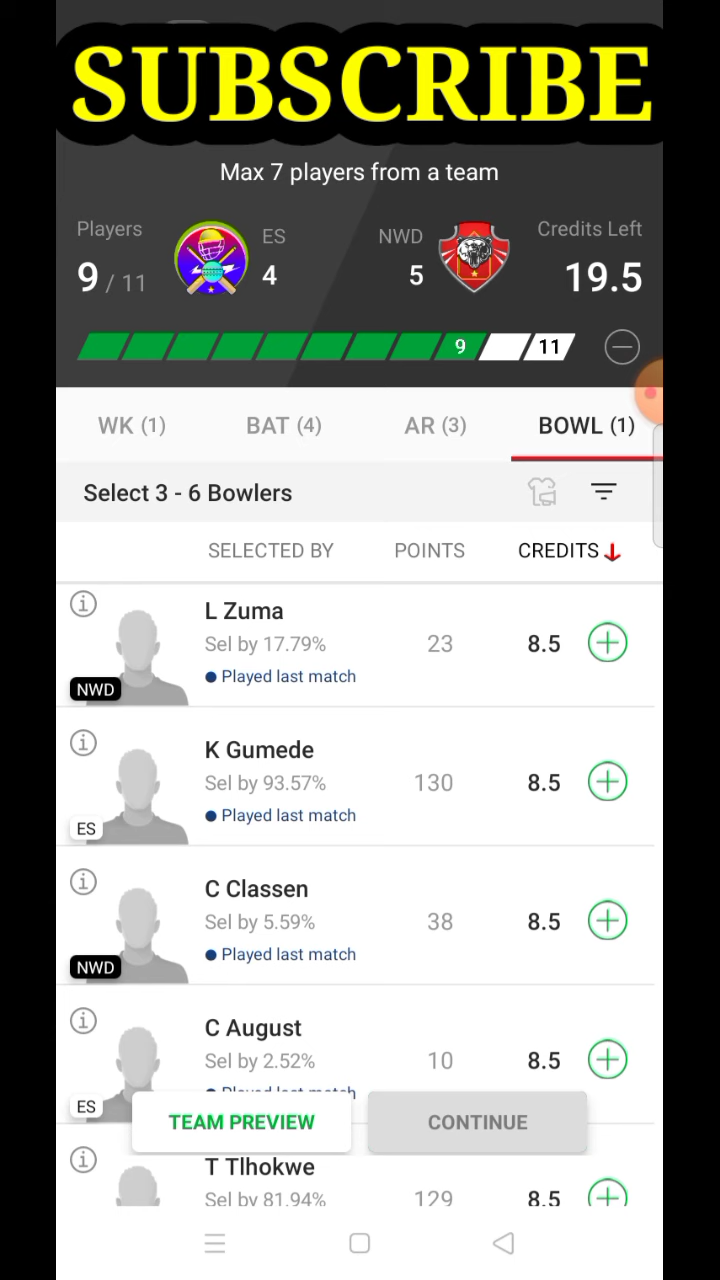 SUBSCRIBE
Max 7 players from a team
Players ES NWD Credits Left
9 / 11 4 5 19.5
9 11
WK (1) BAT (4) AR (3) BOWL (1)
Select 3 - 6 Bowlers
SELECTED BY POINTS CREDITS
L Zuma
Sel by 17.79% 23 8.5
Played last match
NWD
K Gumede
Sel by 93.57% 130 8.5
Played last match
ES
C Classen
Sel by 5.59% 38 8.5
Played last match
NWD
C August
Sel by 2.52% 10 8.5
Played last match
ES
TEAM PREVIEW CONTINUE
T Tlhokwe
Sel by 81.94% 129 8.5